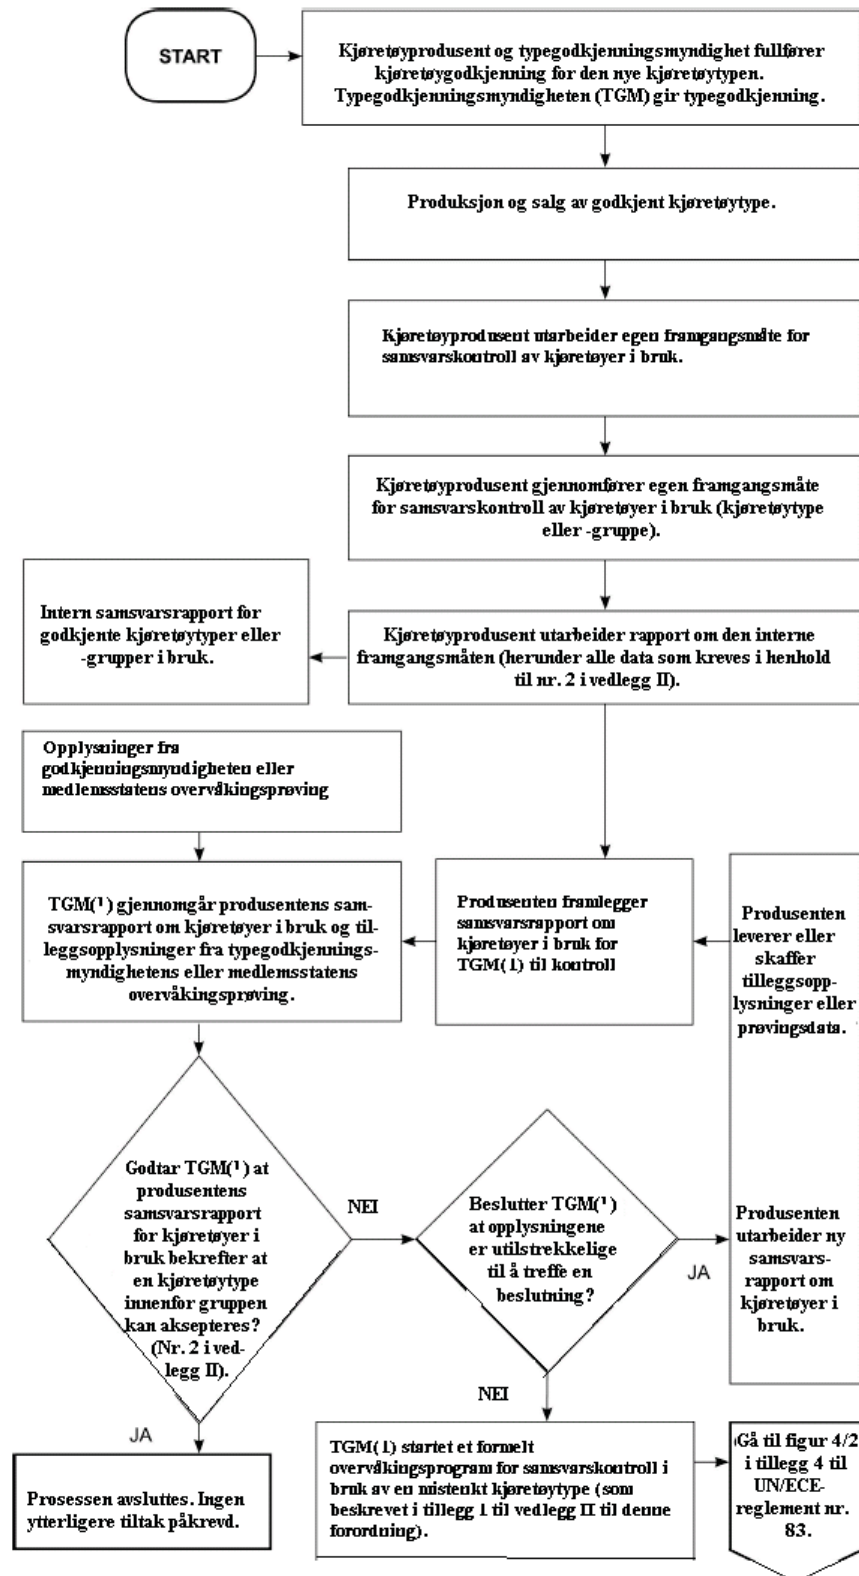 START
Kjøretøyprodusent og typegodkjenningsmyndighet fullfører
kjøretøygodkjenning for den nye kjøretøytypen.
Typegodkjenningsmyndigheten (TGM) gir typegodkjenning.
Produksjon og salg av godkjent kjøretøytype.
Kjøretøyprodusent utarbeider egen framgangsmåte for
samsvarskontroll av kjøretøyer i bruk.
Kjøretøyprodusent gjennomfører egen framgangsmåte
for samsvarskontroll av kjøretøyer i bruk (kjøretøytype
eller -gruppe).
Intern samsvarsrapport for
godkjente kjøretøytyper eller
-grupper i bruk.
Kjøretøyprodusent utarbeider rapport om den interne
framgangsmåten (herunder alle data som kreves i henhold
til nr. 2 i vedlegg II).
Opplysninger fra
godkjenningsmyndigheten eller
medlemsstatens overvåkingsprøving
TGM(¹) gjennomgår produsentens sam-
svarsrapport om kjøretøyer i bruk og til-
leggsopplysninger fra typegodkjennings-
myndighetens eller medlemsstatens
overvåkingsprøving.
Produsenten framlegger
samsvarsrapport om
kjøretøyer i bruk for
TGM(1) til kontroll
Produsenten
leverer eller
skaffer
tilleggsopp-
lysninger eller
prøvingsdata.
Godtar TGM(¹) at
produsentens
samsvarsrapport
for kjøretøyer i
bruk bekrefter at
en kjøretøytype
innenfor gruppen
kan aksepteres?
(Nr. 2 i ved-
legg II).
NEI
Beslutter TGM(¹)
at opplysningene
er utilstrekkelige
til å treffe en
beslutning?
JA
Produsenten
utarbeider ny
samsvars-
rapport om
kjøretøyer i
bruk.
JA
NEI
Prosessen avsluttes. Ingen
ytterligere tiltak påkrevd.
TGM(1) startet et formelt
overvåkingsprogram for samsvarskontroll i
bruk av en mistenkt kjøretøytype (som
beskrevet i tillegg 1 til vedlegg II til denne
forordning).
Gå til figur 4/2
i tillegg 4 til
UN/ECE-
reglement nr.
83.